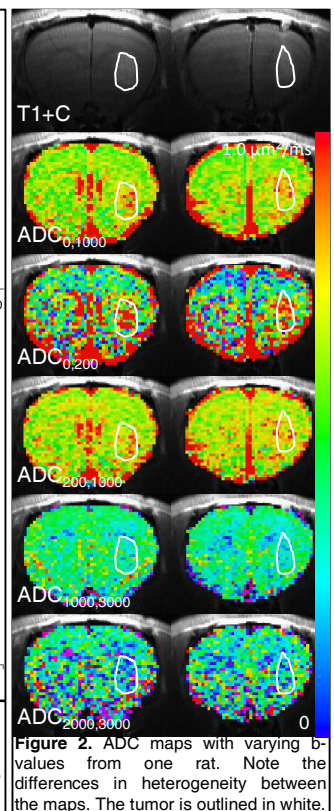 T1+C
1.0 µm²/ms
ADC0,1000
ADC0,200
ADC200,1000
ADC1000,3000
ADC2000,3000
0
Figure 2. ADC maps with varying b-
values from one rat. Note the
differences in heterogeneity between
the maps. The tumor is outlined in white.